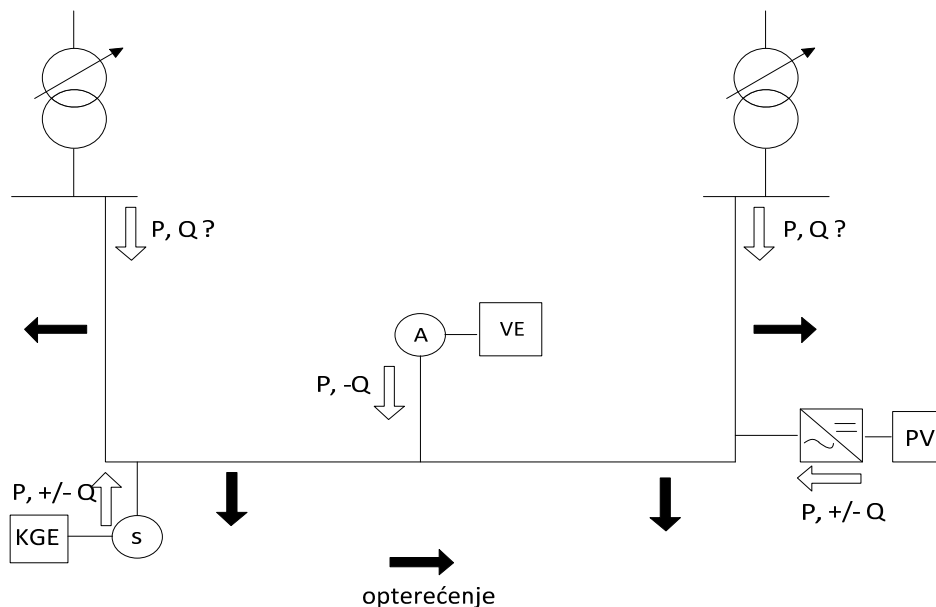 P, Q ?
P, Q ?
A
VE
P, -Q
PV
P, +/- Q
KGE
s
P, +/- Q
opterećenje